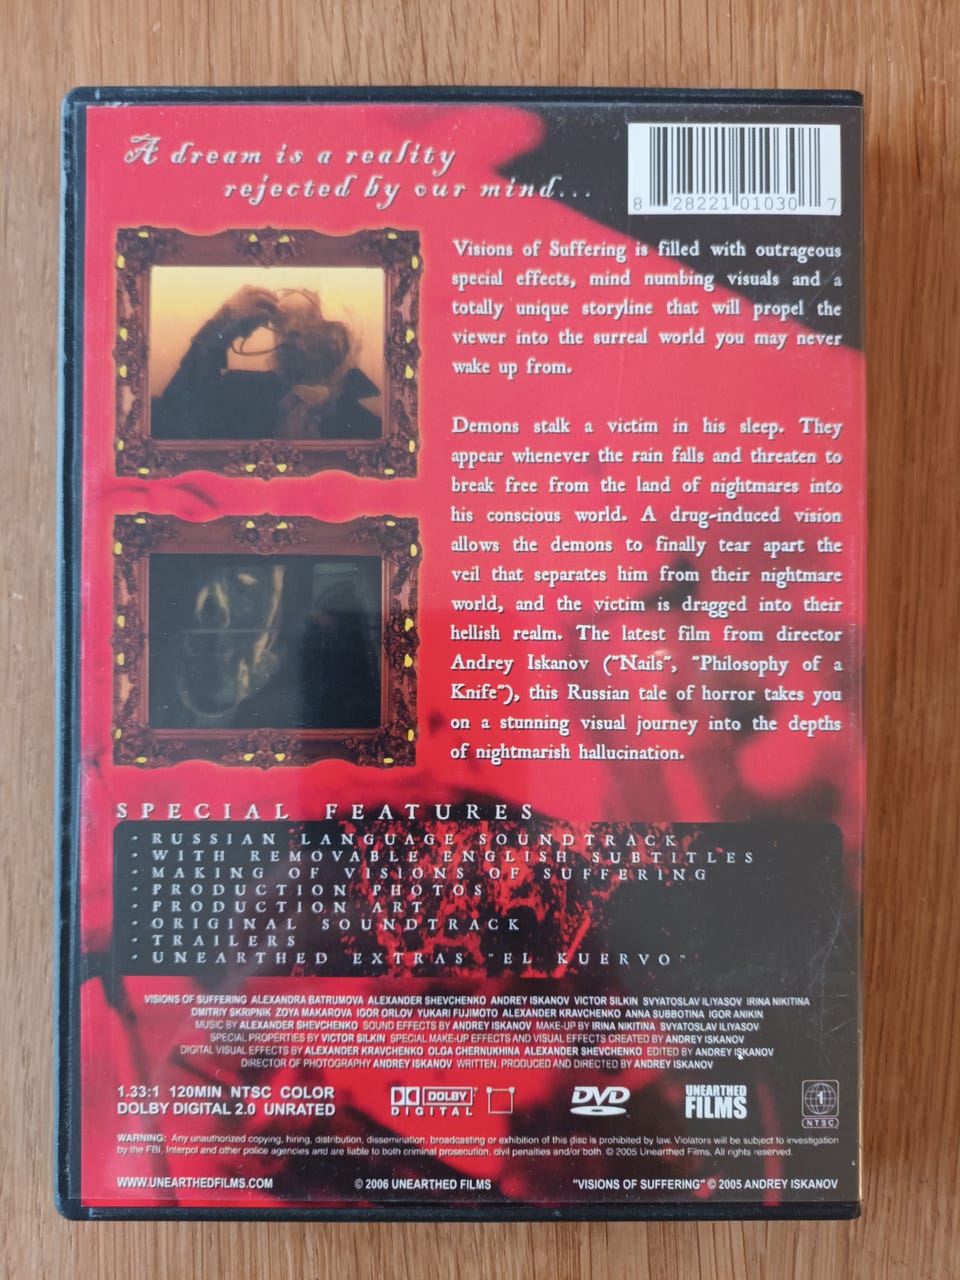 A dream is a reality
rejected by our mind...
8 28221 01030 7
Visions of Suffering is filled with outrageous
special effects, mind numbing visuals and a
totally unique storyline that will propel the
viewer into the surreal world you may never
wake up from.
Demons stalk a victim in his sleep. They
appear whenever the rain falls and threaten to
break free from the land of nightmares into
his conscious world. A drug-induced vision
allows the demons to finally tear apart the
veil that separates him from their nightmare
world, and the victim is dragged into their
hellish realm. The latest film from director
Andrey Iskanov ("Nails", "Philosophy of a
Knife"), this Russian tale of horror takes you
on a stunning visual journey into the depths
of nightmarish hallucination.
SPECIAL FEATURES
· RUSSIAN LANGUAGE SOUNDTRACK
· WITH REMOVABLE ENGLISH SUBTITLES
· MAKING OF VISIONS OF SUFFERING
· PRODUCTION PHOTOS
· PRODUCTION ART
· ORIGINAL SOUNDTRACK
· TRAILERS
· UNEARTHED EXTRAS "EL KUERVO"
VISIONS OF SUFFERING ALEXANDRA BATRUMOVA ALEXANDER SHEVCHENKO ANDREY ISKANOV VICTOR SILKIN SVYATOSLAV ILIYASOV IRINA NIKITINA
DMITRIY SKRIPNIK ZOYA MAKAROVA IGOR ORLOV YUKARI FUJIMOTO ALEXANDER KRAVCHENKO ANNA SUBBOTINA IGOR ANIKIN
MUSIC BY ALEXANDER SHEVCHENKO SOUND EFFECTS BY ANDREY ISKANOV MAKE-UP BY IRINA NIKITINA SVYATOSLAV ILIYASOV
SPECIAL PROPERTIES BY VICTOR SILKIN SPECIAL MAKE-UP EFFECTS AND VISUAL EFFECTS CREATED BY ANDREY ISKANOV
DIGITAL VISUAL EFFECTS BY ALEXANDER KRAVCHENKO OLGA CHERNUKHINA ALEXANDER SHEVCHENKO EDITED BY ANDREY ISKANOV
DIRECTOR OF PHOTOGRAPHY ANDREY ISKANOV WRITTEN, PRODUCED AND DIRECTED BY ANDREY ISKANOV
1.33:1 120MIN NTSC COLOR
DOLBY DIGITAL 2.0 UNRATED
DOLBY
DIGITAL
DVD
UNEARTHED
FILMS
1
NTSC
WARNING: Any unauthorized copying, hiring, distribution, dissemination, broadcasting or exhibition of this disc is prohibited by law. Violators will be subject to investigation
by the FBI, Interpol and other police agencies and are liable to both criminal prosecution, civil penalties and/or both. © 2005 Unearthed Films. All rights reserved.
WWW.UNEARTHEDFILMS.COM
© 2006 UNEARTHED FILMS
"VISIONS OF SUFFERING" © 2005 ANDREY ISKANOV